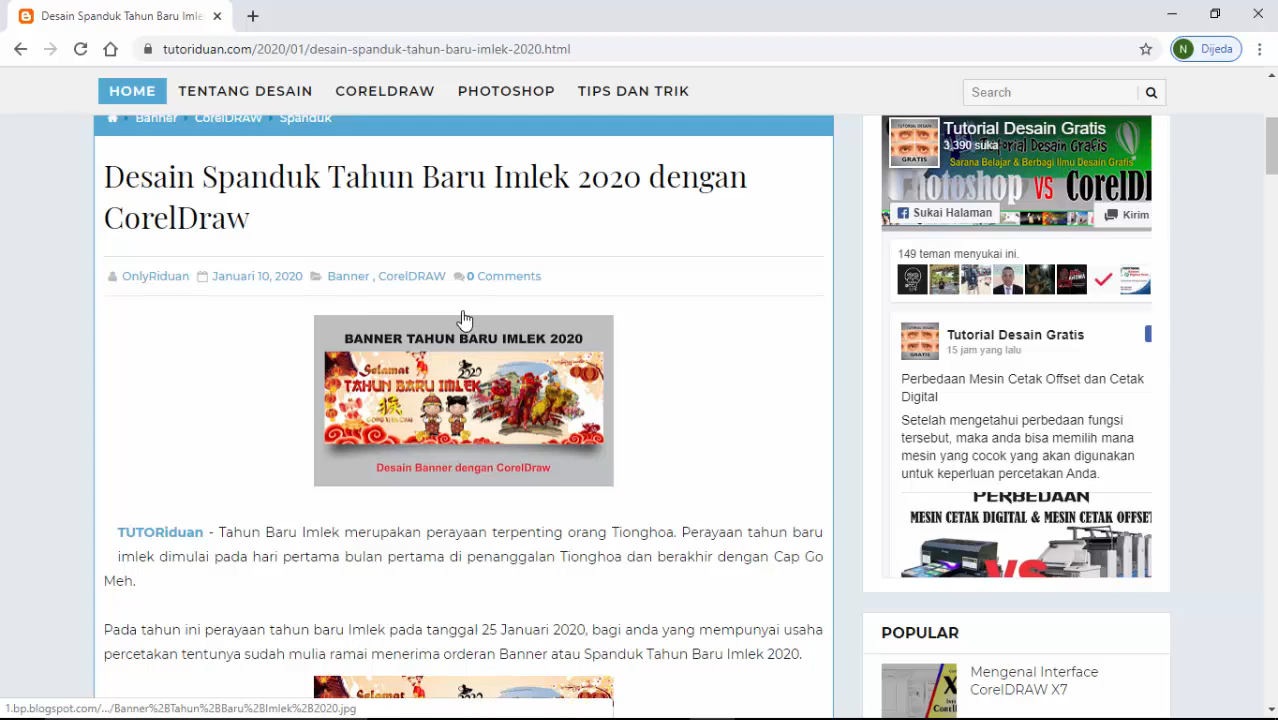 Desain Spanduk Tahun Baru Imle
tutoriduan.com/2020/01/desain-spanduk-tahun-baru-imlek-2020.html
N Dijeda
HOME TENTANG DESAIN CORELDRAW PHOTOSHOP TIPS DAN TRIK
Search
Banner CorelDRAW Spanduk
Desain Spanduk Tahun Baru Imlek 2020 dengan
CorelDraw
OnlyRiduan Januari 10, 2020 Banner , CorelDRAW 0 Comments
BANNER TAHUN BARU IMLEK 2020
Selamat 2020
TAHUN BARU IMLEK
Desain Banner dengan CorelDraw
TUTORiduan - Tahun Baru Imlek merupakan perayaan terpenting orang Tionghoa. Perayaan tahun baru
imlek dimulai pada hari pertama bulan pertama di penanggalan Tionghoa dan berakhir dengan Cap Go
Meh.
Pada tahun ini perayaan tahun baru Imlek pada tanggal 25 Januari 2020, bagi anda yang mempunyai usaha
percetakan tentunya sudah mulia ramai menerima orderan Banner atau Spanduk Tahun Baru Imlek 2020.
Selamat
1.bp.blogspot.com/.../Banner%2BTahun%2BBaru%2BImlek%2B2020.jpg
TUTORIAL DESAIN
GRATIS
Tutorial Desain Gratis
3,390 suka
Sarana Belajar & Berbagi Ilmu Desain Grafis
Photoshop VS CorelD
Sukai Halaman
Kirim
149 teman menyukai ini.
GRATIS
Tutorial Desain Gratis
15 jam yang lalu
Perbedaan Mesin Cetak Offset dan Cetak
Digital
Setelah mengetahui perbedaan fungsi
tersebut, maka anda bisa memilih mana
mesin yang cocok yang akan digunakan
untuk keperluan percetakan Anda.
PERBEDAAN
MESIN CETAK DIGITAL & MESIN CETAK OFFSET
VS
POPULAR
Mengenal Interface
CorelDRAW X7